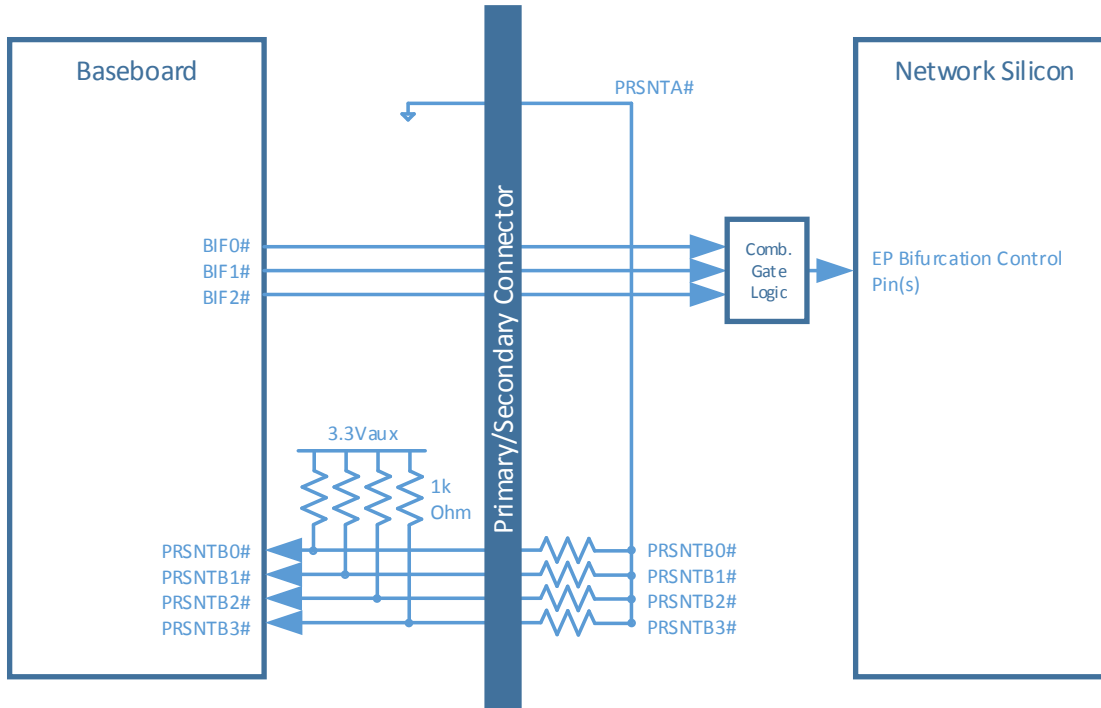 Baseboard
Network Silicon
PRSNTA#
Primary/Secondary Connector
BIF0#
BIF1#
BIF2#
Comb.
Gate
Logic
EP Bifurcation Control
Pin(s)
3.3Vaux
1k
Ohm
PRSNTB0#
PRSNTB1#
PRSNTB2#
PRSNTB3#
PRSNTB0#
PRSNTB1#
PRSNTB2#
PRSNTB3#